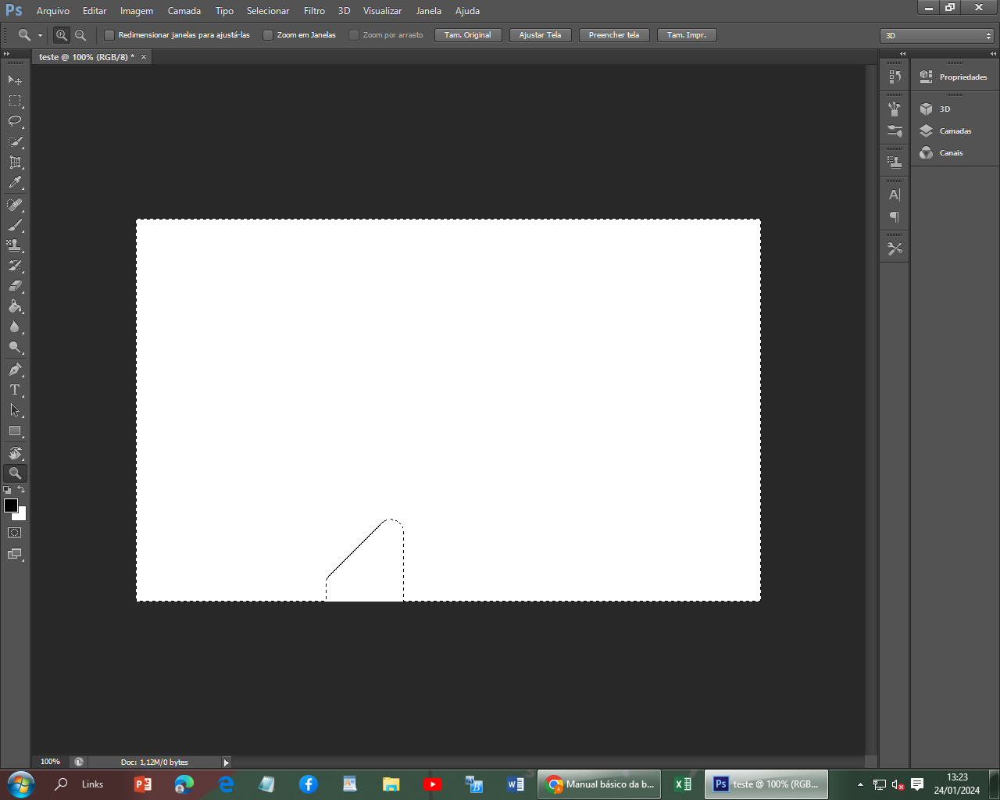 Ps Arquivo Editar Imagem Camada Tipo Selecionar Filtro 3D Visualizar Janela Ajuda
Redimensionar janelas para ajustá-las Zoom em Janelas Zoom por arrasto Tam. Original Ajustar Tela Preencher tela Tam. Impr. 3D
teste @ 100% (RGB/8) * ×
Propriedades
3D
Camadas
Canais
100% Doc: 1,12M/0 bytes
Links Manual básico da b... Ps teste @ 100% (RGB... 13:23
24/01/2024